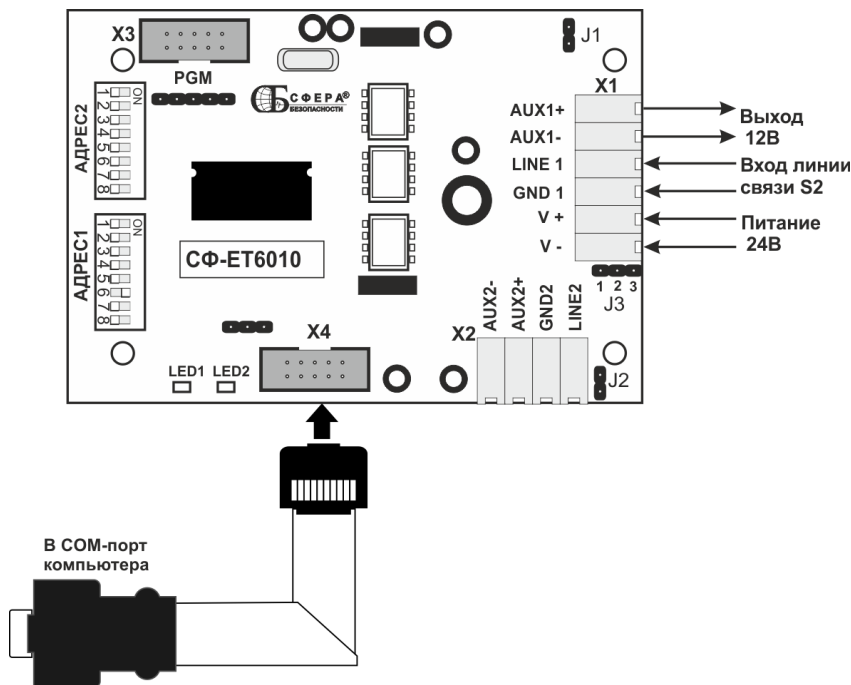 X3
PGM
J1
X1
АДРЕС2
ON
1
2
3
4
5
6
7
8
СФЕРА®
БЕЗОПАСНОСТИ
AUX1+
AUX1-
LINE 1
GND 1
V +
V -
Выход
12В
Вход линии
связи S2
Питание
24В
АДРЕС1
ON
1
2
3
4
5
6
7
8
СФ-ЕТ6010
1 2 3
J3
X2
AUX2-
AUX2+
GND2
LINE2
J2
X4
LED1
LED2
В COM-порт
компьютера